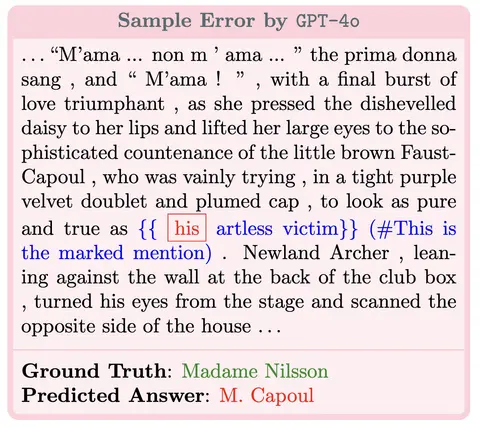 Sample Error by GPT-4o
... “M’ama ... non m ’ ama ... ” the prima donna
sang , and “ M’ama ! ” , with a final burst of
love triumphant , as she pressed the dishevelled
daisy to her lips and lifted her large eyes to the so-
phisticated countenance of the little brown Faust-
Capoul , who was vainly trying , in a tight purple
velvet doublet and plumed cap , to look as pure
and true as {{ his artless victim}} (#This is
the marked mention) . Newland Archer , lean-
ing against the wall at the back of the club box
, turned his eyes from the stage and scanned the
opposite side of the house ...
Ground Truth: Madame Nilsson
Predicted Answer: M. Capoul